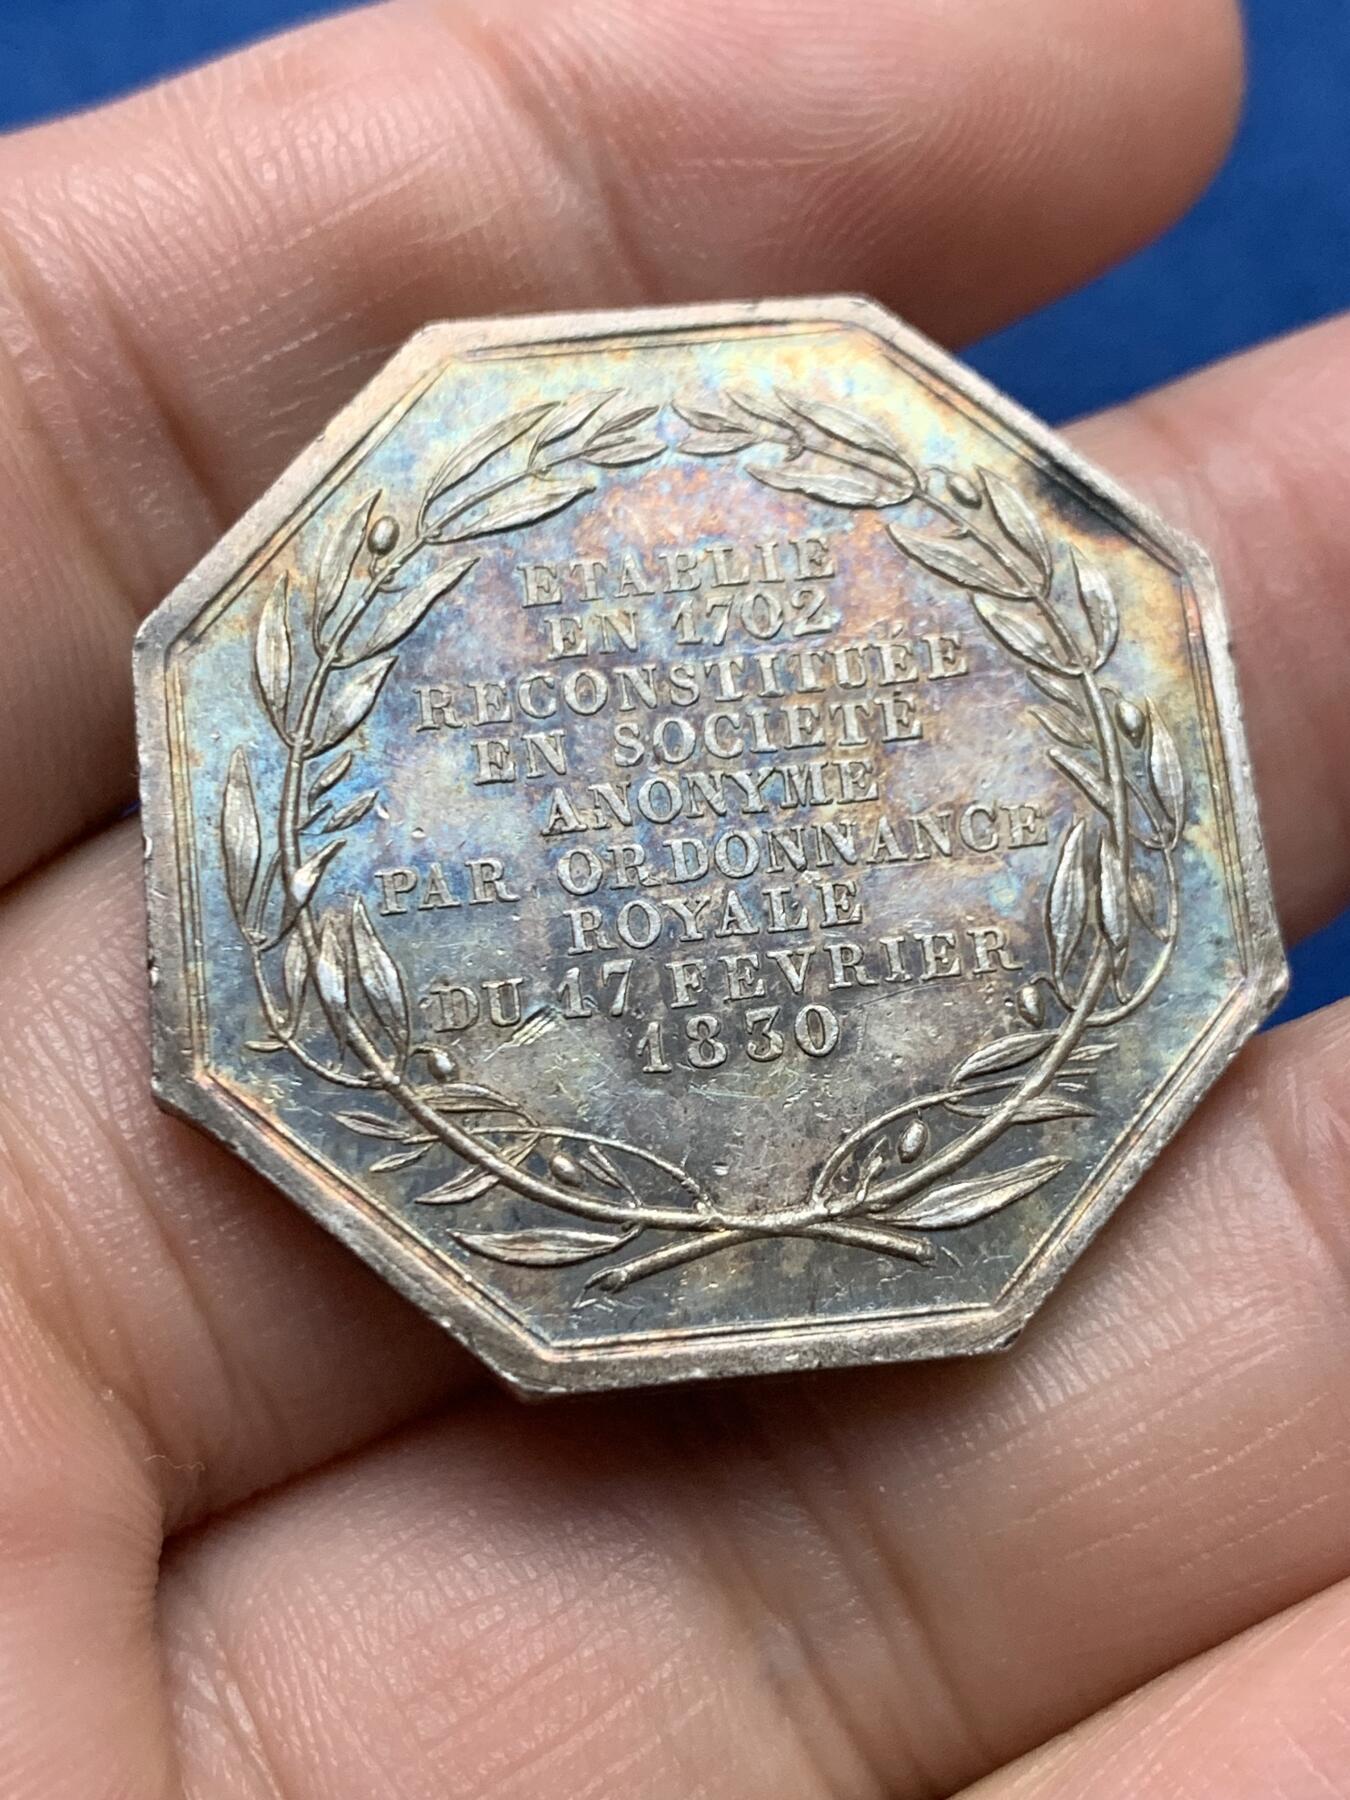 ETABLIE
EN 1702
RECONSTITUÉE
EN SOCIETÉ
ANONYME
PAR ORDONNANCE
ROYALE
DU 17 FEVRIER
1830